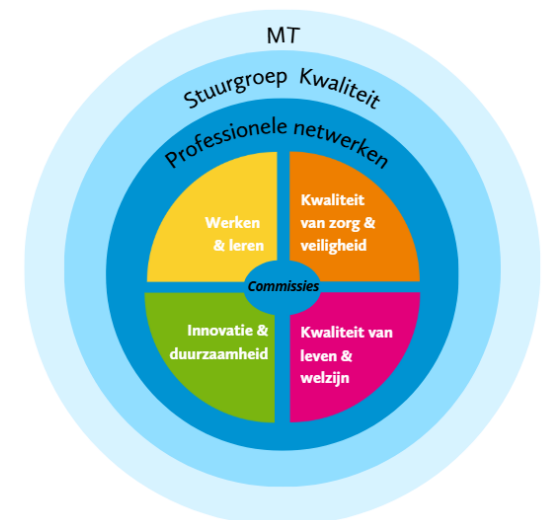 MT
Stuurgroep Kwaliteit
Professionele netwerken
Werken
& leren
Kwaliteit
van zorg &
veiligheid
Commissies
Innovatie &
duurzaamheid
Kwaliteit van
leven &
welzijn